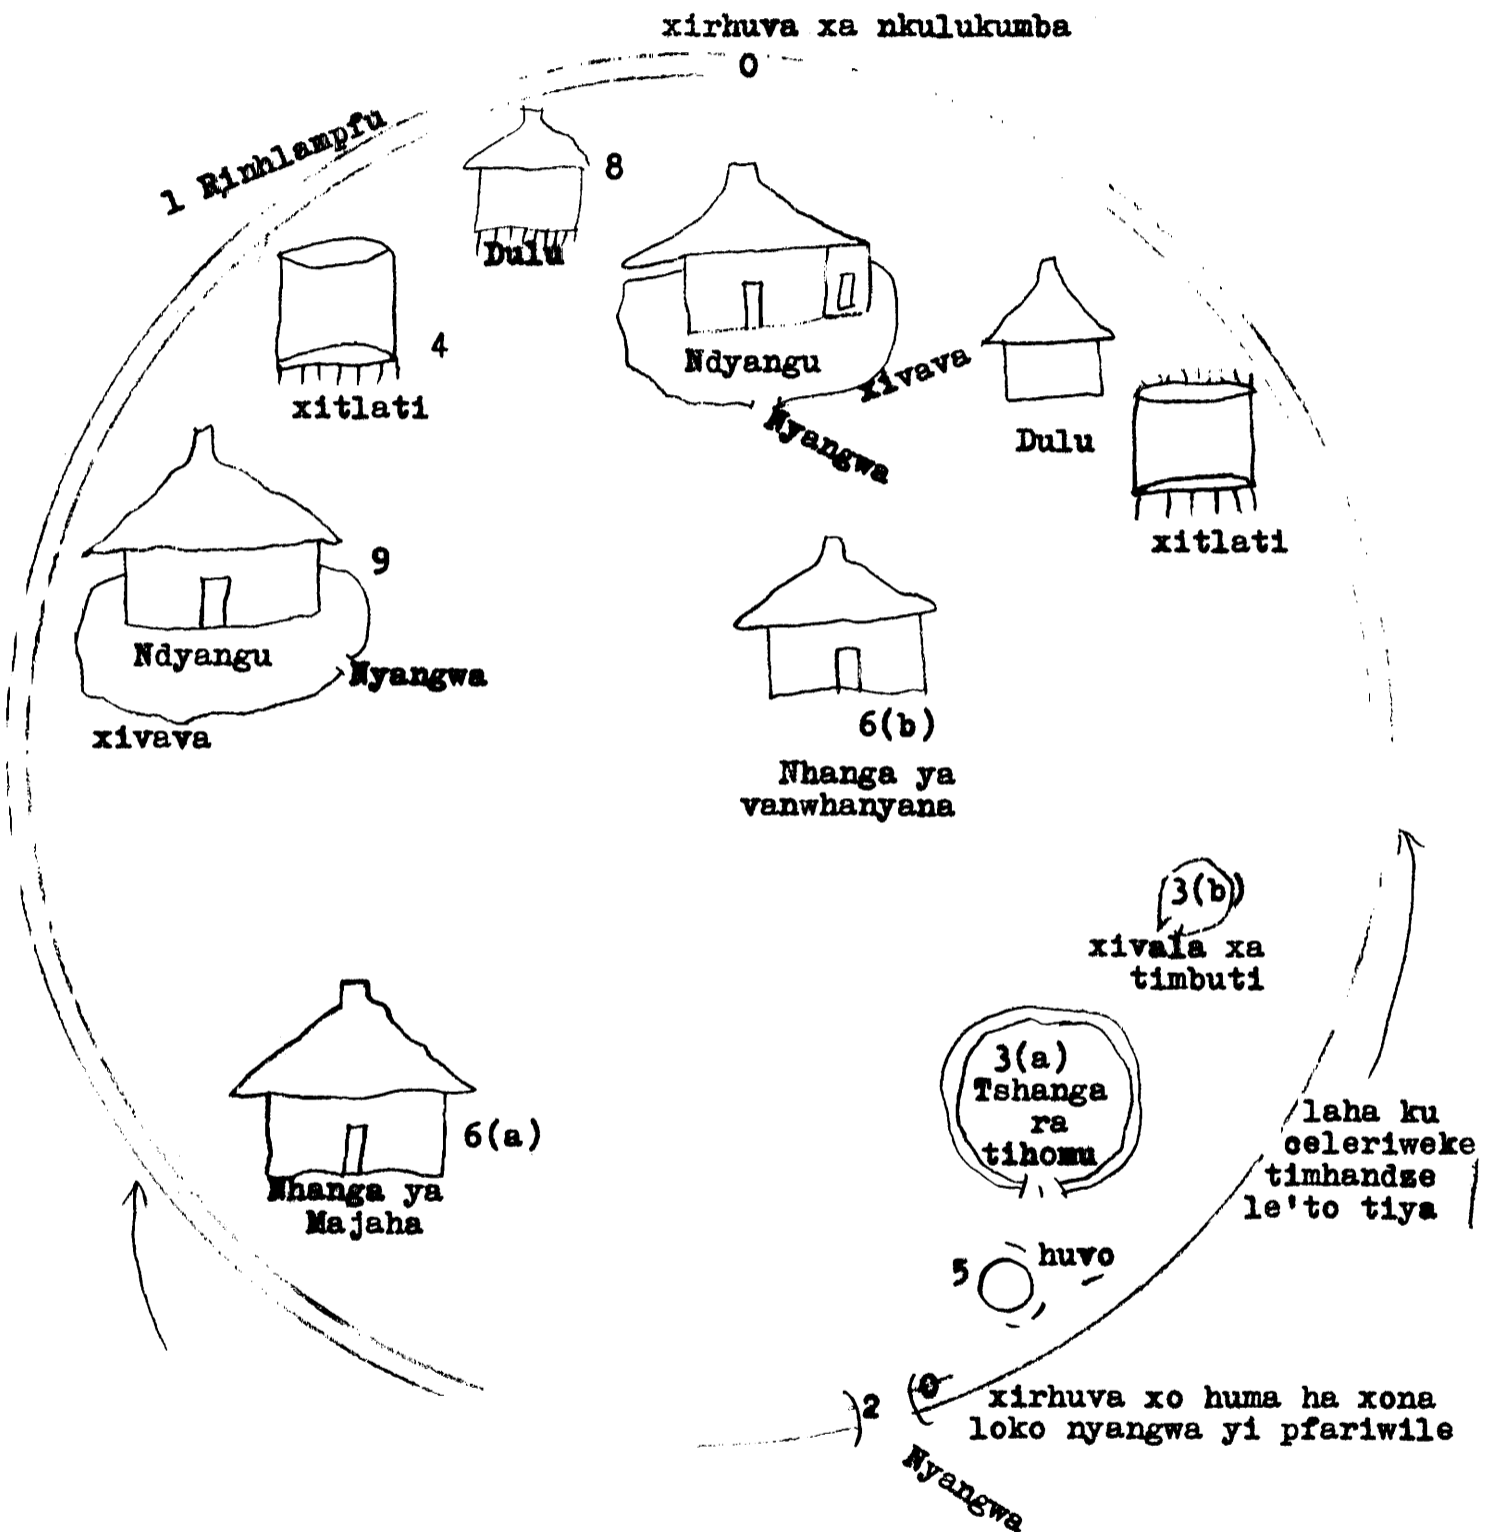 xirhuva xa nkulukumba
0
1 Rinhlampfu
8
Dulu
4
xitlati
Ndyangu
xivava
Nyangwa
Dulu
xitlati
9
Ndyangu
Nyangwa
xivava
6(b)
Nhanga ya
vanwhanyana
3(b)
xivala xa
timbuti
3(a)
Tshanga
ra
tihomu
6(a)
Nhanga ya
Majaha
laha ku
celeriweke
timhandze
le'to tiya
5
huvo
2
0
xirhuva xo huma ha xona
loko nyangwa yi pfariwile
Nyangwa